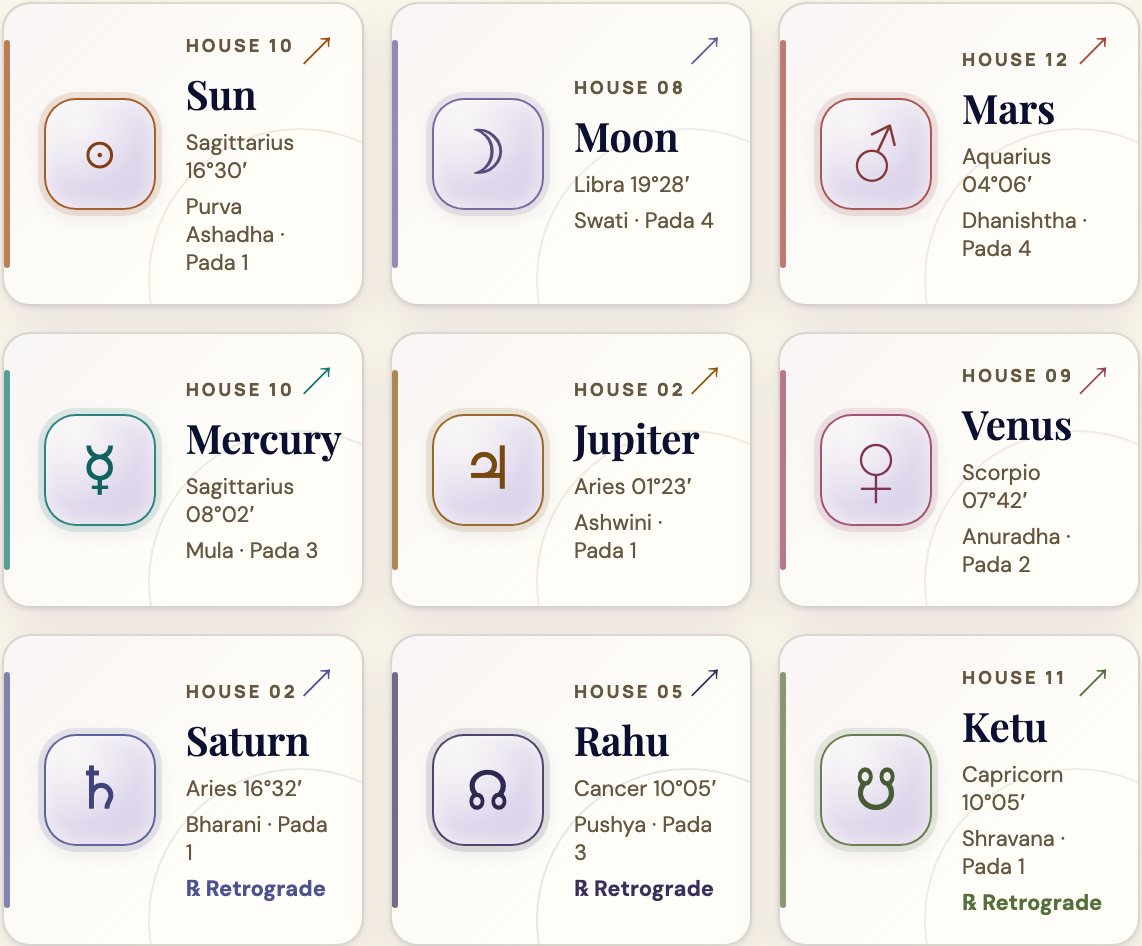 HOUSE 10
Sun
Sagittarius
16°30′
Purva
Ashadha ·
Pada 1
HOUSE 08
Moon
Libra 19°28′
Swati · Pada 4
HOUSE 12
Mars
Aquarius
04°06′
Dhanishtha ·
Pada 4
HOUSE 10
Mercury
Sagittarius
08°02′
Mula · Pada 3
HOUSE 02
Jupiter
Aries 01°23′
Ashwini ·
Pada 1
HOUSE 09
Venus
Scorpio
07°42′
Anuradha ·
Pada 2
HOUSE 02
Saturn
Aries 16°32′
Bharani · Pada
1
℞ Retrograde
HOUSE 05
Rahu
Cancer 10°05′
Pushya · Pada
3
℞ Retrograde
HOUSE 11
Ketu
Capricorn
10°05′
Shravana ·
Pada 1
℞ Retrograde